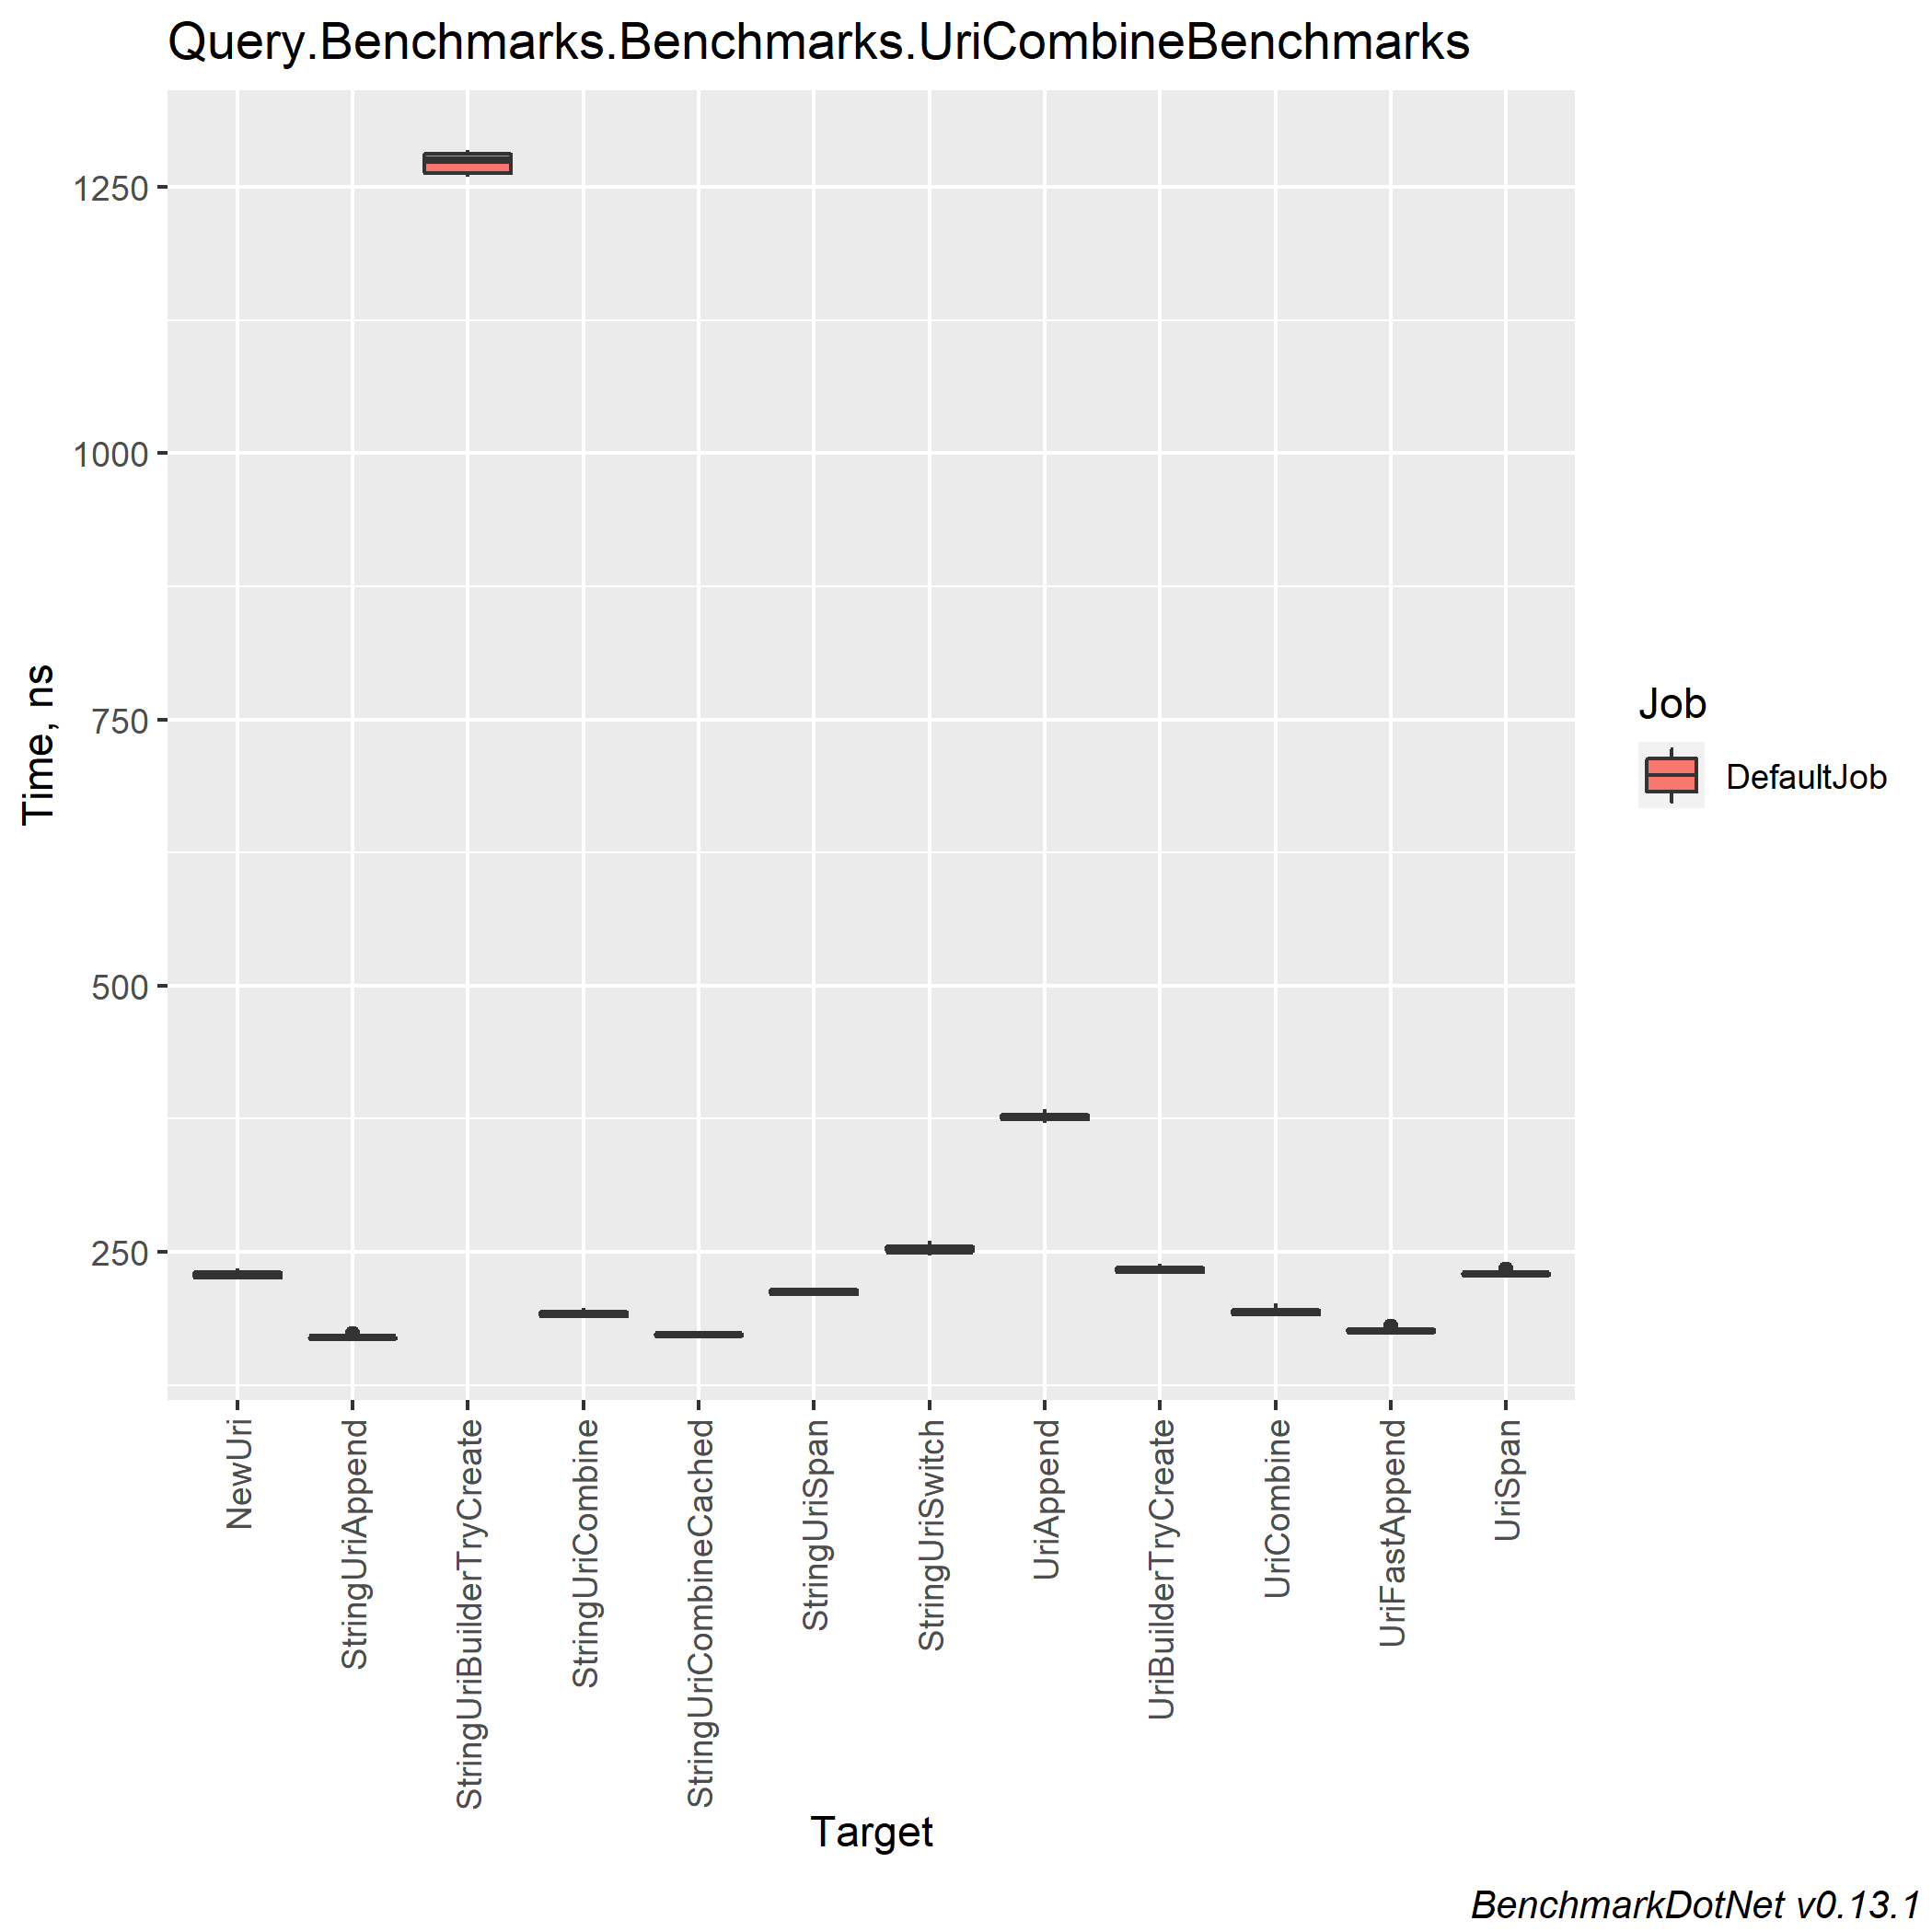 Query.Benchmarks.Benchmarks.UriCombineBenchmarks
Time, ns
1250
1000
750
500
250
NewUri
StringUriAppend
StringUriBuilderTryCreate
StringUriCombine
StringUriCombineCached
StringUriSpan
StringUriSwitch
UriAppend
UriBuilderTryCreate
UriCombine
UriFastAppend
UriSpan
Target
Job
DefaultJob
BenchmarkDotNet v0.13.1